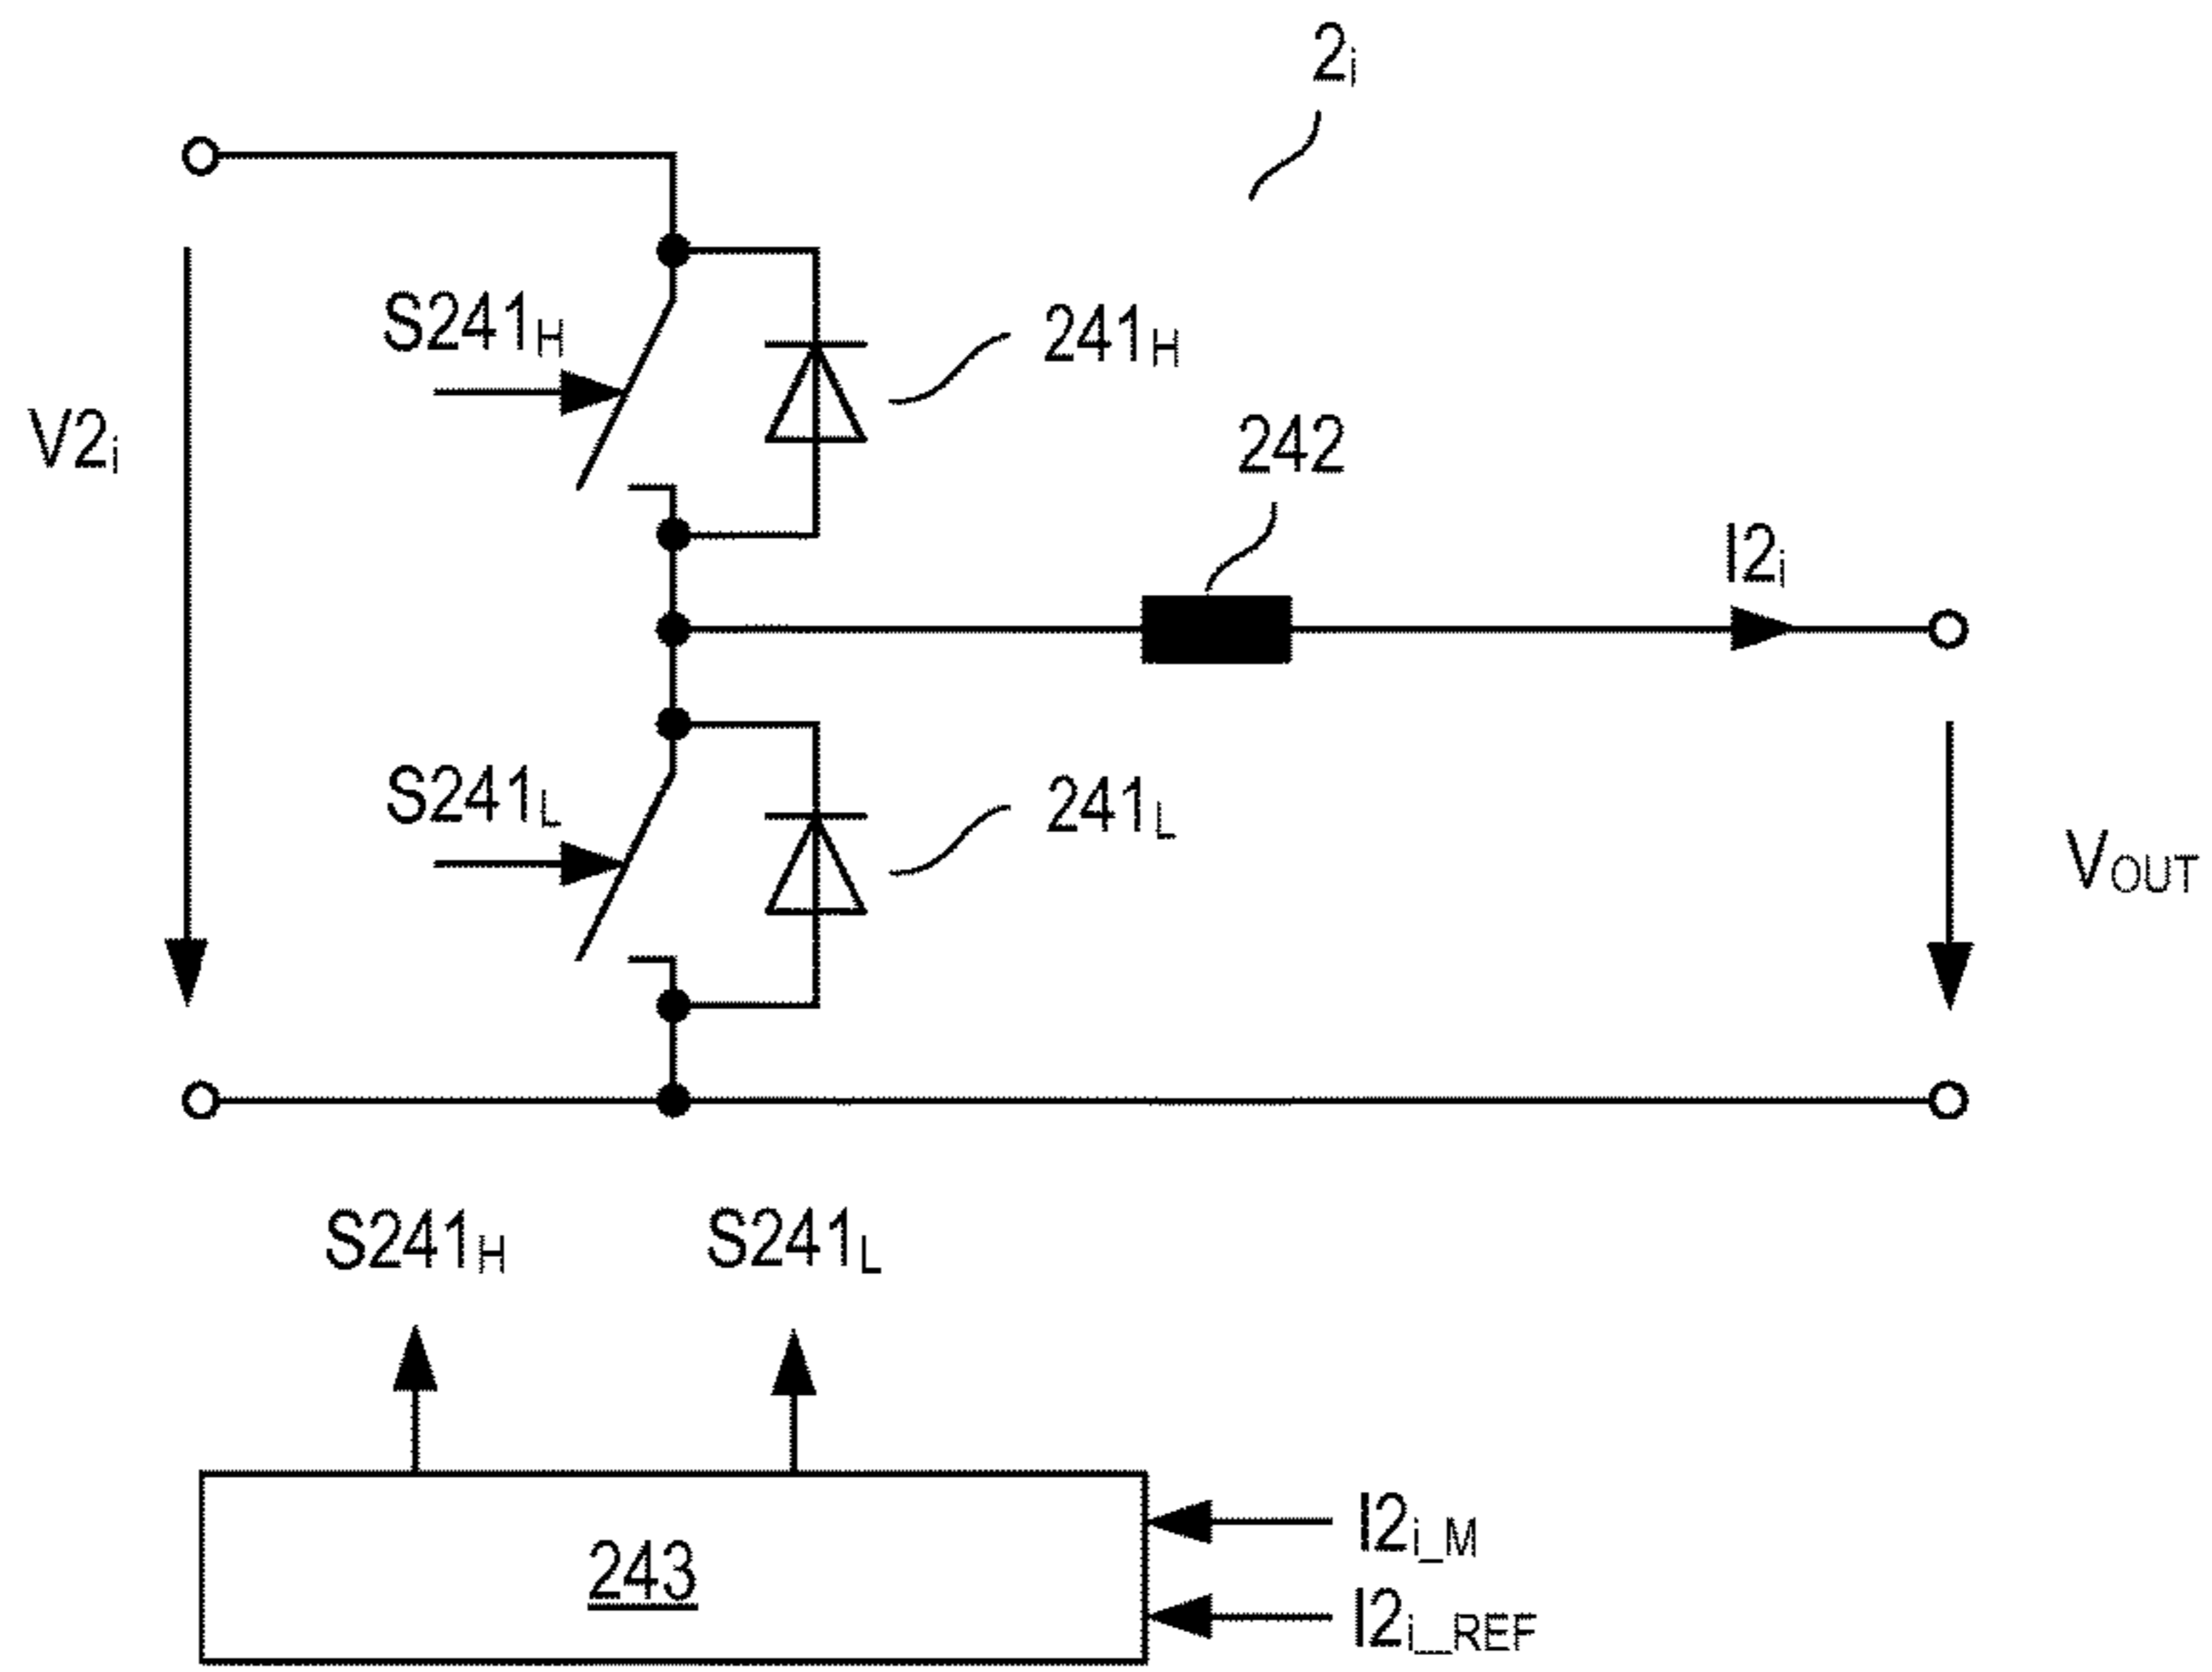 2i
S241H
241H
V2i
242
I2i
S241L
241L
VOUT
S241H
S241L
243
I2i_M
I2i_REF